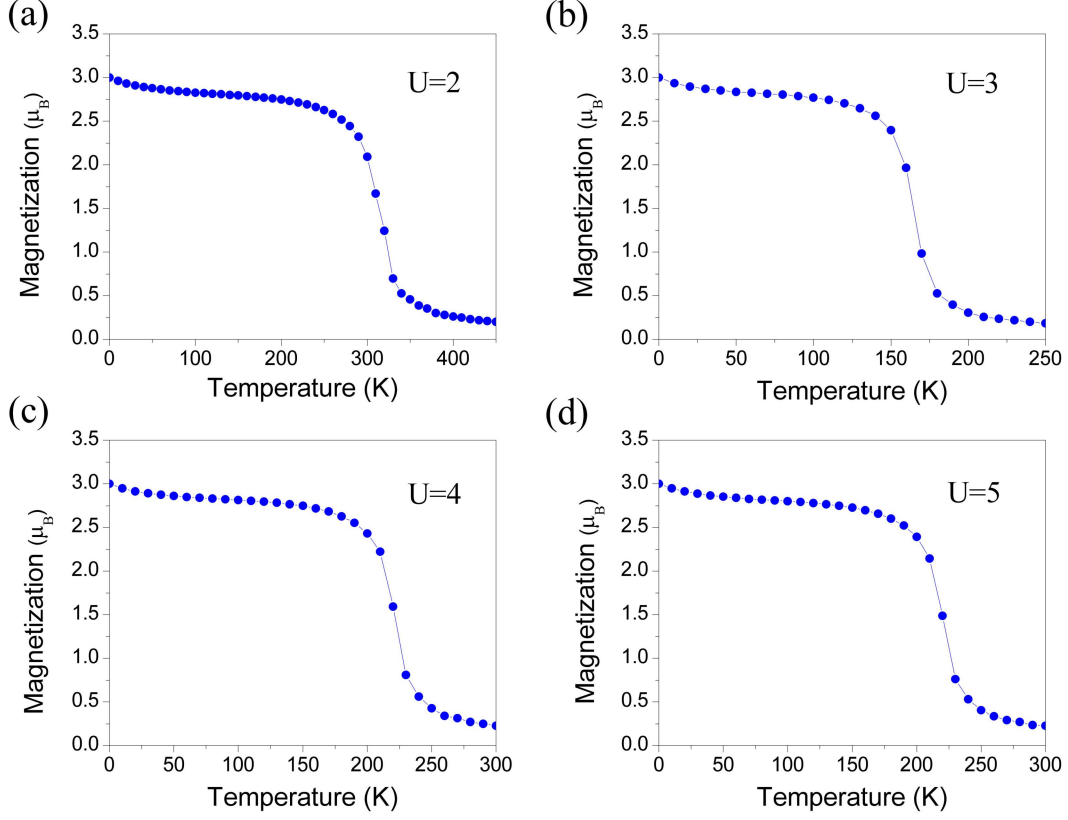 (a)
3.5
3.0
2.5
2.0
1.5
1.0
0.5
0.0
Magnetization (μB)
U=2
0 100 200 300 400
Temperature (K)
(b)
3.5
3.0
2.5
2.0
1.5
1.0
0.5
0.0
Magnetization (μB)
U=3
0 50 100 150 200 250
Temperature (K)
(c)
3.5
3.0
2.5
2.0
1.5
1.0
0.5
0.0
Magnetization (μB)
U=4
0 50 100 150 200 250 300
Temperature (K)
(d)
3.5
3.0
2.5
2.0
1.5
1.0
0.5
0.0
Magnetization (μB)
U=5
0 50 100 150 200 250 300
Temperature (K)